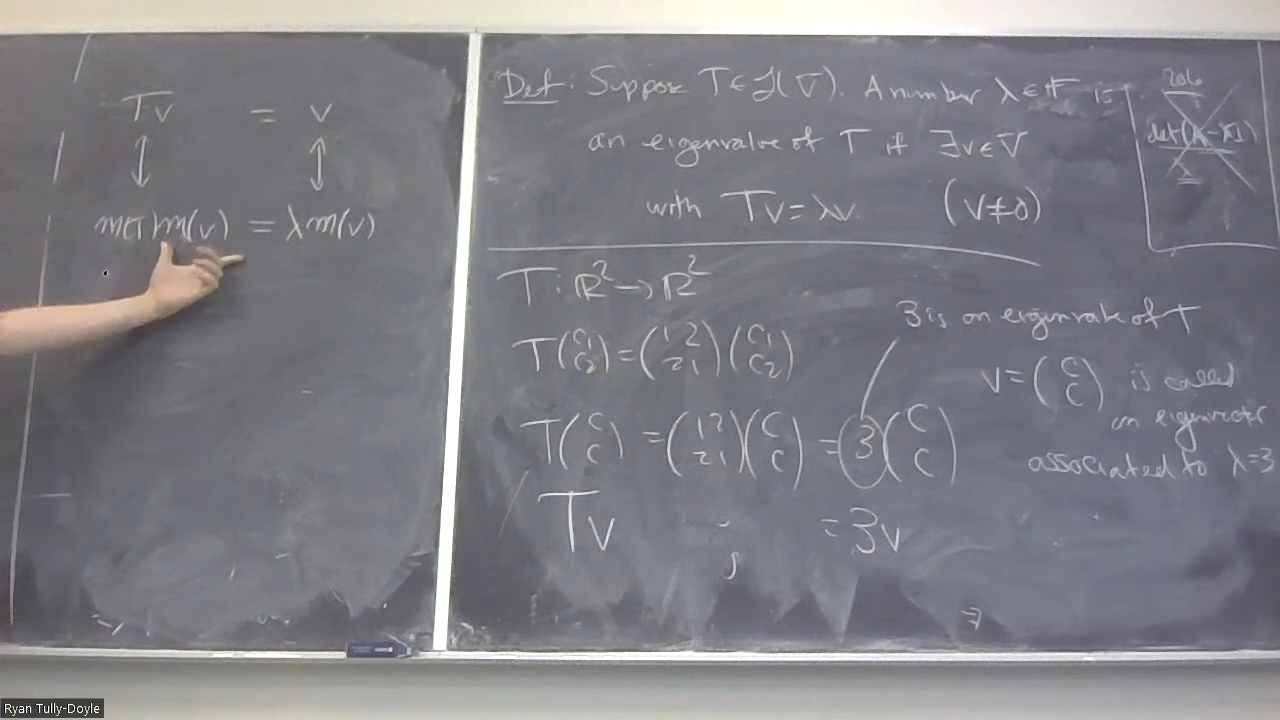 Tv = v
↕ ↕
m(T) m(v) = λ m(v)
Def: Suppose T ∈ L(V). A number λ ∈ F is
an eigenvalue of T if ∃v∈V
with Tv = λv. (v≠0)
206
det(A-λI)
T: R² → R²
T(c₁ c₂) = (1 2 2 1)(c₁ c₂)
T(c c) = (1 2 2 1)(c c) = 3(c c)
Tv = 3v
3 is an eigenvalue of T
v = (c c) is called
an eigenvector
associated to λ=3
Ryan Tully-Doyle